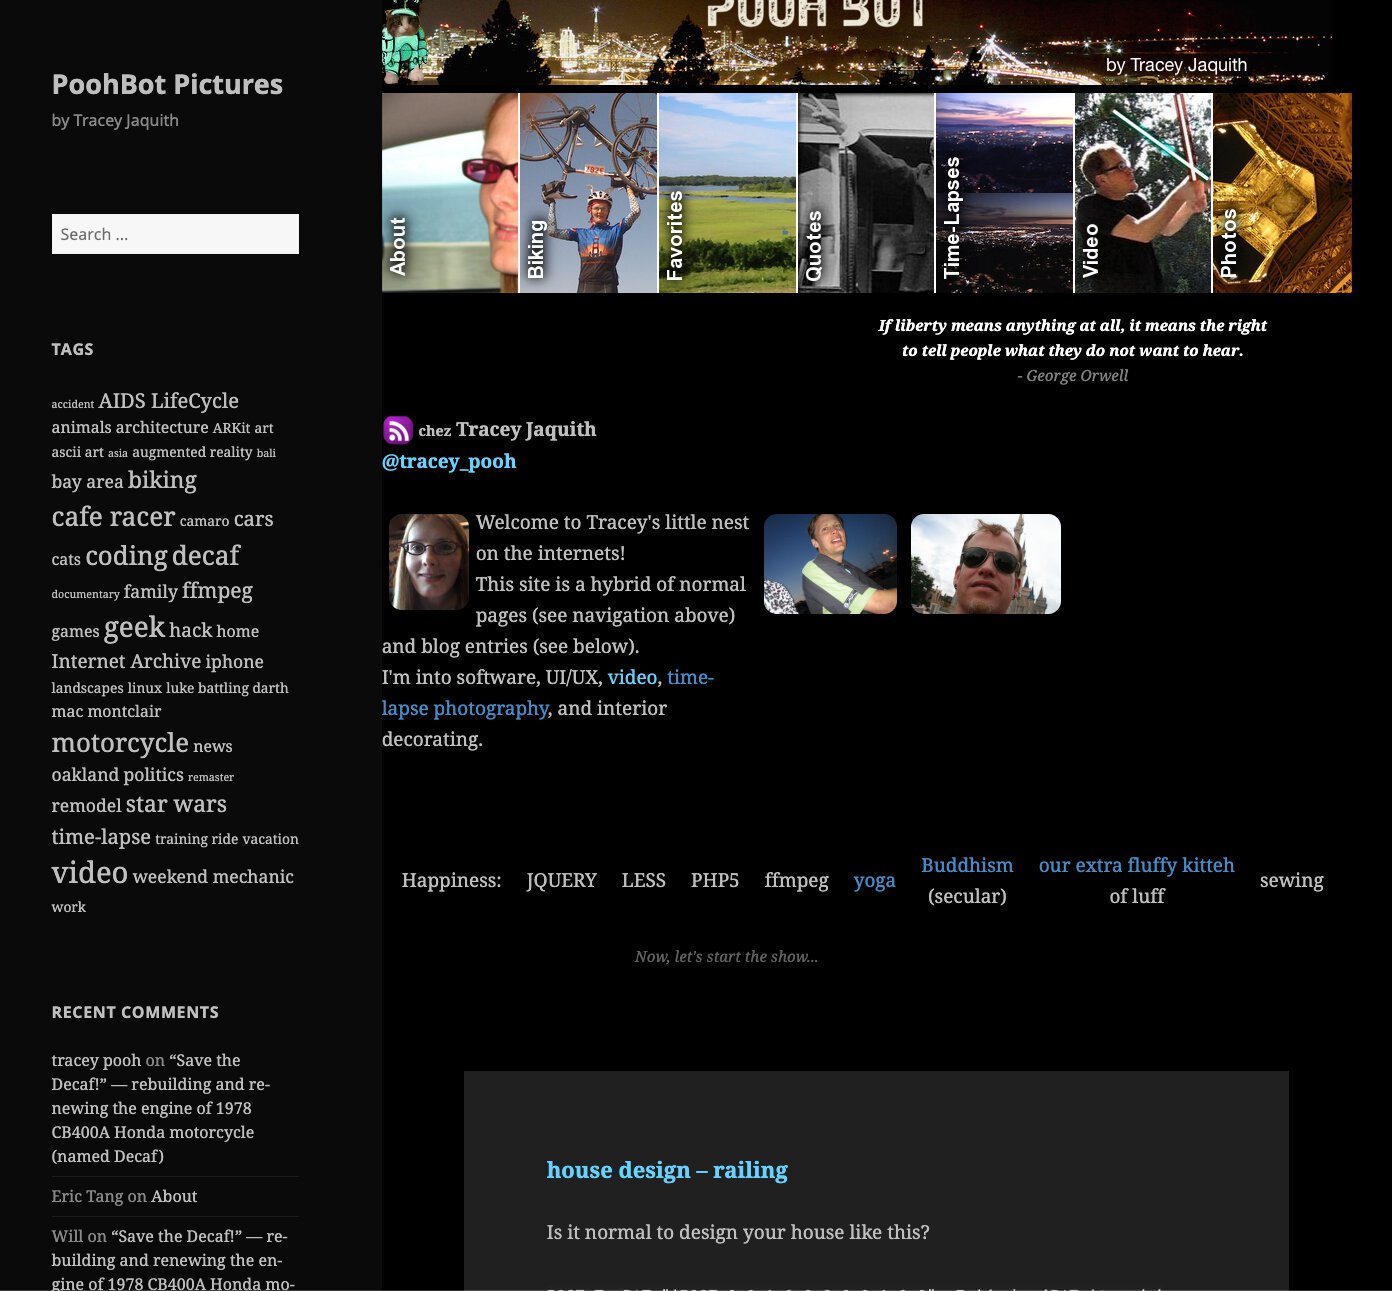 PoohBot Pictures
by Tracey Jaquith
Search ...
TAGS
accident AIDS LifeCycle
animals architecture ARKit art
ascii art asia augmented reality bali
bay area biking
cafe racer camaro cars
cats coding decaf
documentary family ffmpeg
games geek hack home
Internet Archive iphone
landscapes linux luke battling darth
mac montclair
motorcycle news
oakland politics remaster
remodel star wars
time-lapse training ride vacation
video weekend mechanic
work
RECENT COMMENTS
tracey pooh on “Save the
Decaf!” — rebuilding and re-
newing the engine of 1978
CB400A Honda motorcycle
(named Decaf)
Eric Tang on About
Will on “Save the Decaf!” — re-
building and renewing the en-
gine of 1978 CB400A Honda mo-
POOH BOT
by Tracey Jaquith
About
Biking
Favorites
Quotes
Time-Lapses
Video
Photos
If liberty means anything at all, it means the right
to tell people what they do not want to hear.
- George Orwell
chez Tracey Jaquith
@tracey_pooh
Welcome to Tracey's little nest
on the internets!
This site is a hybrid of normal
pages (see navigation above)
and blog entries (see below).
I'm into software, UI/UX, video, time-
lapse photography, and interior
decorating.
Happiness: JQUERY LESS PHP5 ffmpeg yoga Buddhism (secular) our extra fluffy kitteh of luff sewing
Now, let's start the show...
house design – railing
Is it normal to design your house like this?